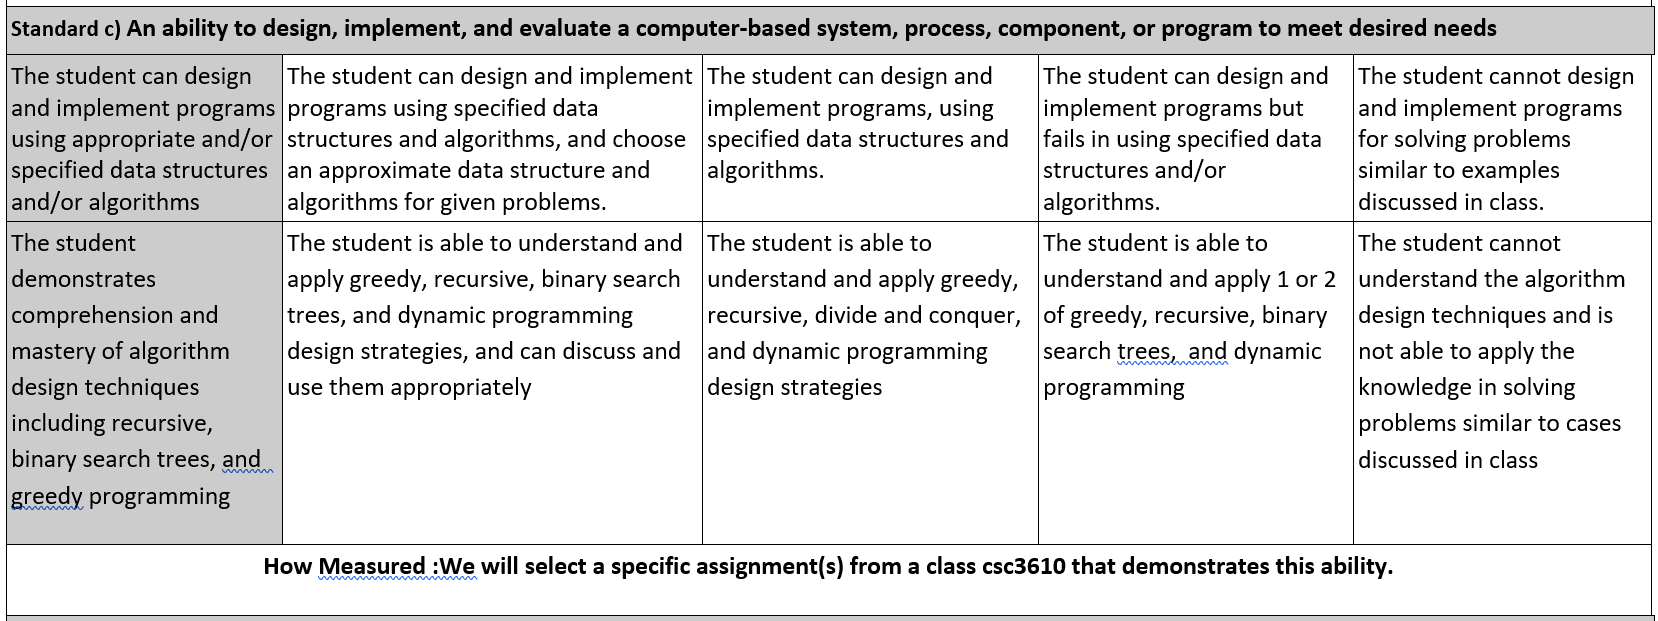 Standard c) An ability to design, implement, and evaluate a computer-based system, process, component, or program to meet desired needs
The student can design
and implement programs
using appropriate and/or
specified data structures
and/or algorithms
The student can design and implement
programs using specified data
structures and algorithms, and choose
an approximate data structure and
algorithms for given problems.
The student can design and
implement programs, using
specified data structures and
algorithms.
The student can design and
implement programs but
fails in using specified data
structures and/or
algorithms.
The student cannot design
and implement programs
for solving problems
similar to examples
discussed in class.
The student
demonstrates
comprehension and
mastery of algorithm
design techniques
including recursive,
binary search trees, and
greedy programming
The student is able to understand and
apply greedy, recursive, binary search
trees, and dynamic programming
design strategies, and can discuss and
use them appropriately
The student is able to
understand and apply greedy,
recursive, divide and conquer,
and dynamic programming
design strategies
The student is able to
understand and apply 1 or 2
of greedy, recursive, binary
search trees,  and dynamic
programming
The student cannot
understand the algorithm
design techniques and is
not able to apply the
knowledge in solving
problems similar to cases
discussed in class
How Measured :We will select a specific assignment(s) from a class csc3610 that demonstrates this ability.